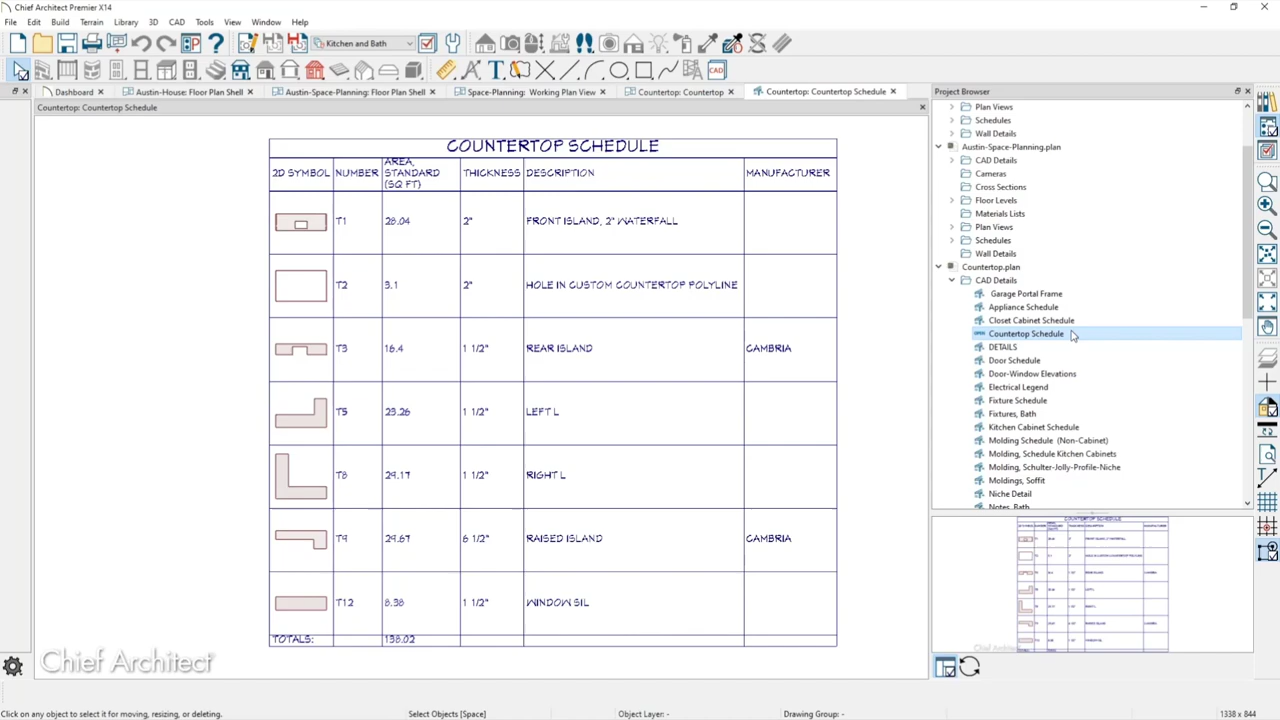 Chief Architect Premier X14
File Edit Build Terrain Library 3D CAD Tools View Window Help
Kitchen and Bath
CAD
Dashboard Austin-House: Floor Plan Shell Austin-Space-Planning: Floor Plan Shell Space-Planning: Working Plan View Countertop: Countertop Countertop: Countertop Schedule
Countertop: Countertop Schedule
COUNTERTOP SCHEDULE
2D SYMBOL NUMBER AREA, STANDARD (SQ FT) THICKNESS DESCRIPTION MANUFACTURER
T1 28.04 2" FRONT ISLAND, 2" WATERFALL
T2 3.1 2" HOLE IN CUSTOM COUNTERTOP POLYLINE
T3 16.4 1 1/2" REAR ISLAND CAMBRIA
T5 23.26 1 1/2" LEFT L
T8 29.17 1 1/2" RIGHT L
T9 29.67 6 1/2" RAISED ISLAND CAMBRIA
T12 8.38 1 1/2" WINDOW SIL
TOTALS: 138.02
Chief Architect
Project Browser
Plan Views
Schedules
Wall Details
Austin-Space-Planning.plan
CAD Details
Cameras
Cross Sections
Floor Levels
Materials Lists
Plan Views
Schedules
Wall Details
Countertop.plan
CAD Details
Garage Portal Frame
Appliance Schedule
Closet Cabinet Schedule
OPEN Countertop Schedule
DETAILS
Door Schedule
Door-Window Elevations
Electrical Legend
Fixture Schedule
Fixtures, Bath
Kitchen Cabinet Schedule
Molding Schedule (Non-Cabinet)
Molding, Schedule Kitchen Cabinets
Molding, Schulter-Jolly-Profile-Niche
Moldings, Soffit
Niche Detail
Notes, Bath
COUNTERTOP SCHEDULE
Click on any object to select it for moving, resizing, or deleting. Select Objects [Space] Object Layer: - Drawing Group: - 1338 x 844